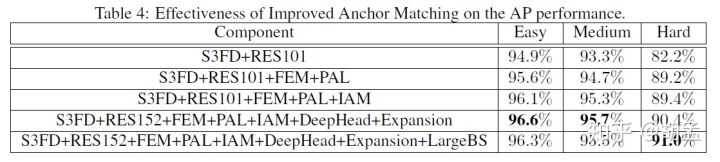 Table 4: Effectiveness of Improved Anchor Matching on the AP performance.
Component Easy Medium Hard
S3FD+RES101 94.9% 93.3% 82.2%
S3FD+RES101+FEM+PAL 95.6% 94.7% 89.2%
S3FD+RES101+FEM+PAL+IAM 96.1% 95.3% 89.4%
S3FD+RES152+FEM+PAL+IAM+DeepHead+Expansion 96.6% 95.7% 90.4%
S3FD+RES152+FEM+PAL+IAM+DeepHead+Expansion+LargeBS 96.3% 91.0%
知乎